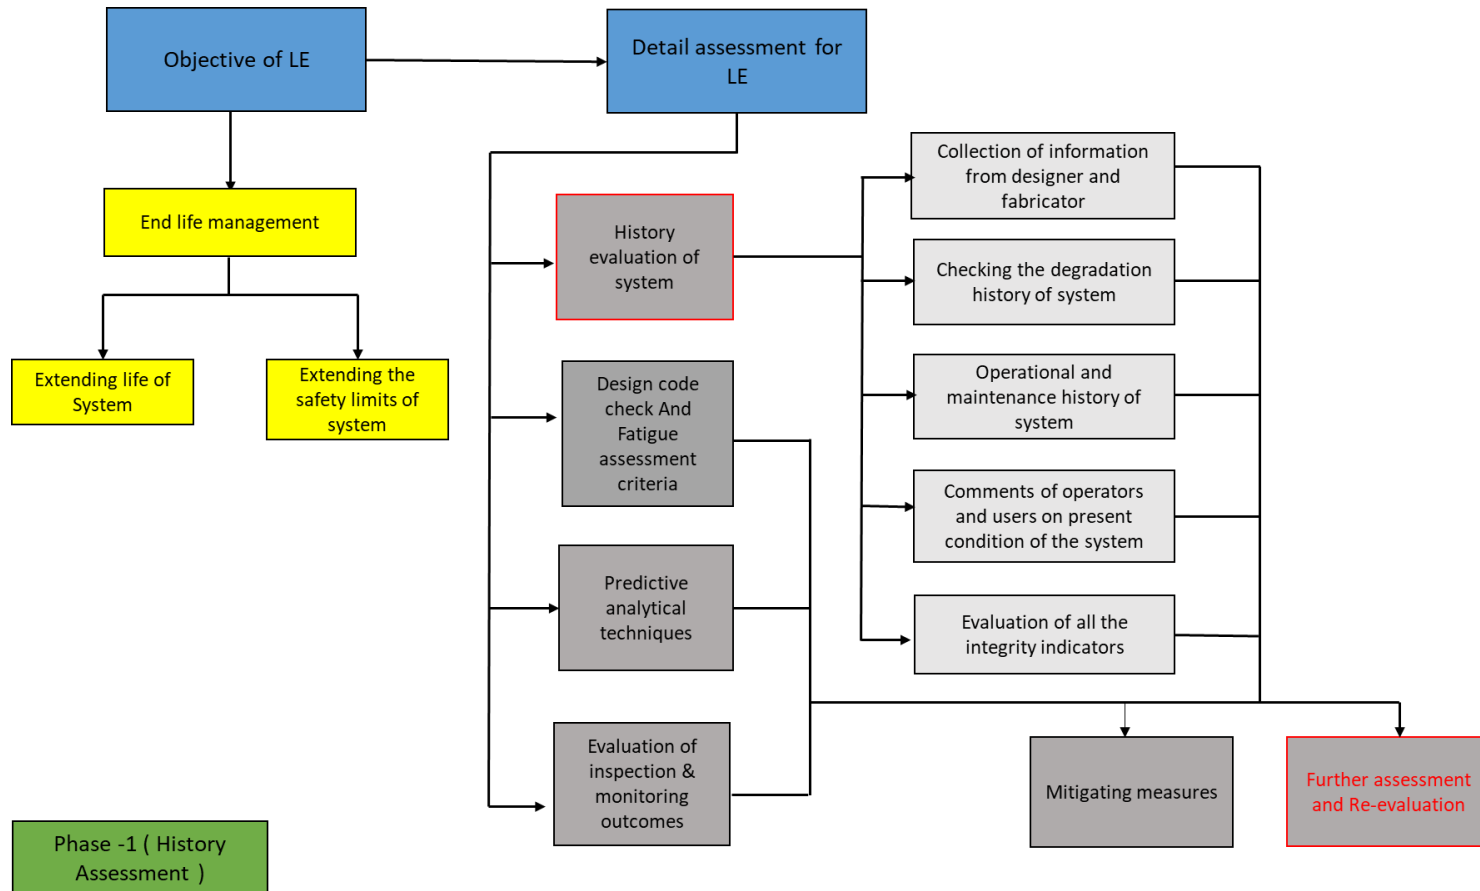 Objective of LE
Detail assessment for
LE
End life management
Extending life of
System
Extending the
safety limits of
system
History
evaluation of
system
Design code
check And
Fatigue
assessment
criteria
Predictive
analytical
techniques
Evaluation of
inspection &
monitoring
outcomes
Collection of information
from designer and
fabricator
Checking the degradation
history of system
Operational and
maintenance history of
system
Comments of operators
and users on present
condition of the system
Evaluation of all the
integrity indicators
Mitigating measures
Further assessment
and Re-evaluation
Phase -1 ( History
Assessment )